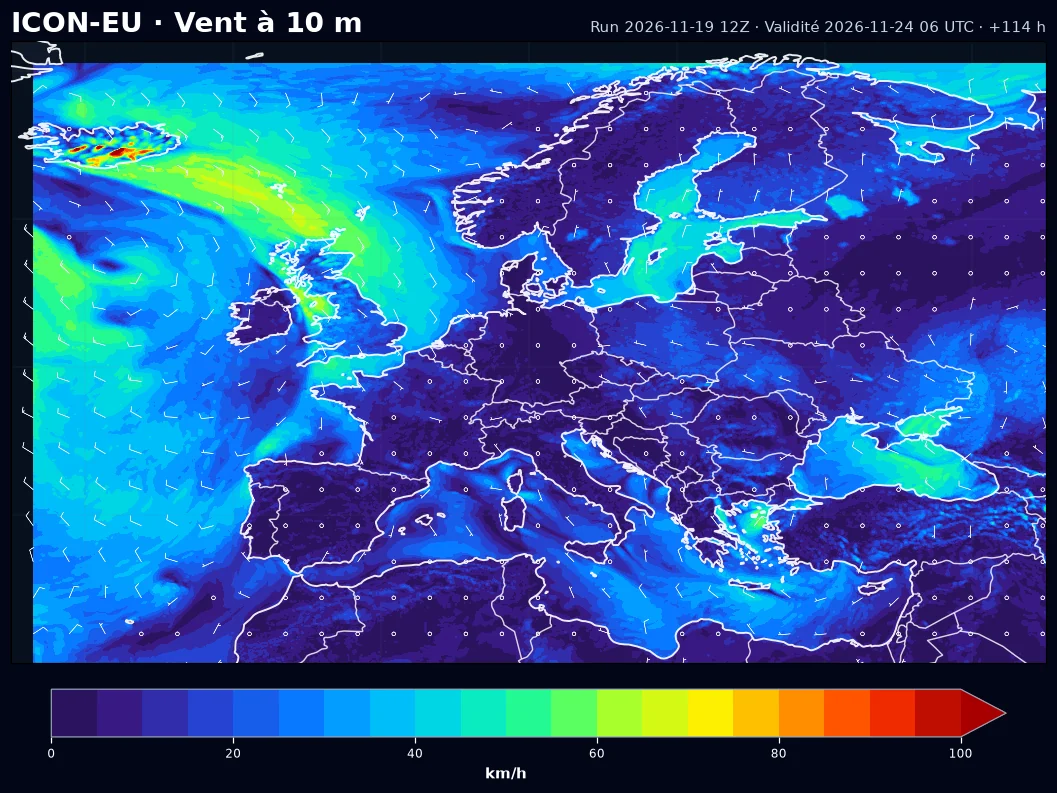 ICON-EU · Vent à 10 m
Run 2026-11-19 12Z · Validité 2026-11-24 06 UTC · +114 h
0 20 40 60 80 100
km/h